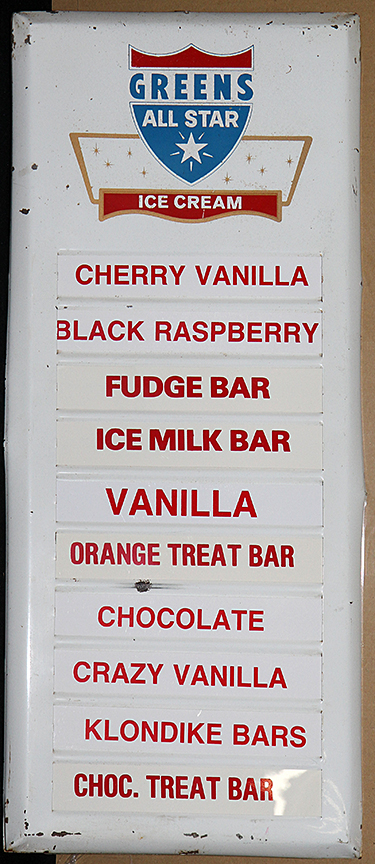 GREENS
ALL STAR
ICE CREAM
CHERRY VANILLA
BLACK RASPBERRY
FUDGE BAR
ICE MILK BAR
VANILLA
ORANGE TREAT BAR
CHOCOLATE
CRAZY VANILLA
KLONDIKE BARS
CHOC. TREAT BAR